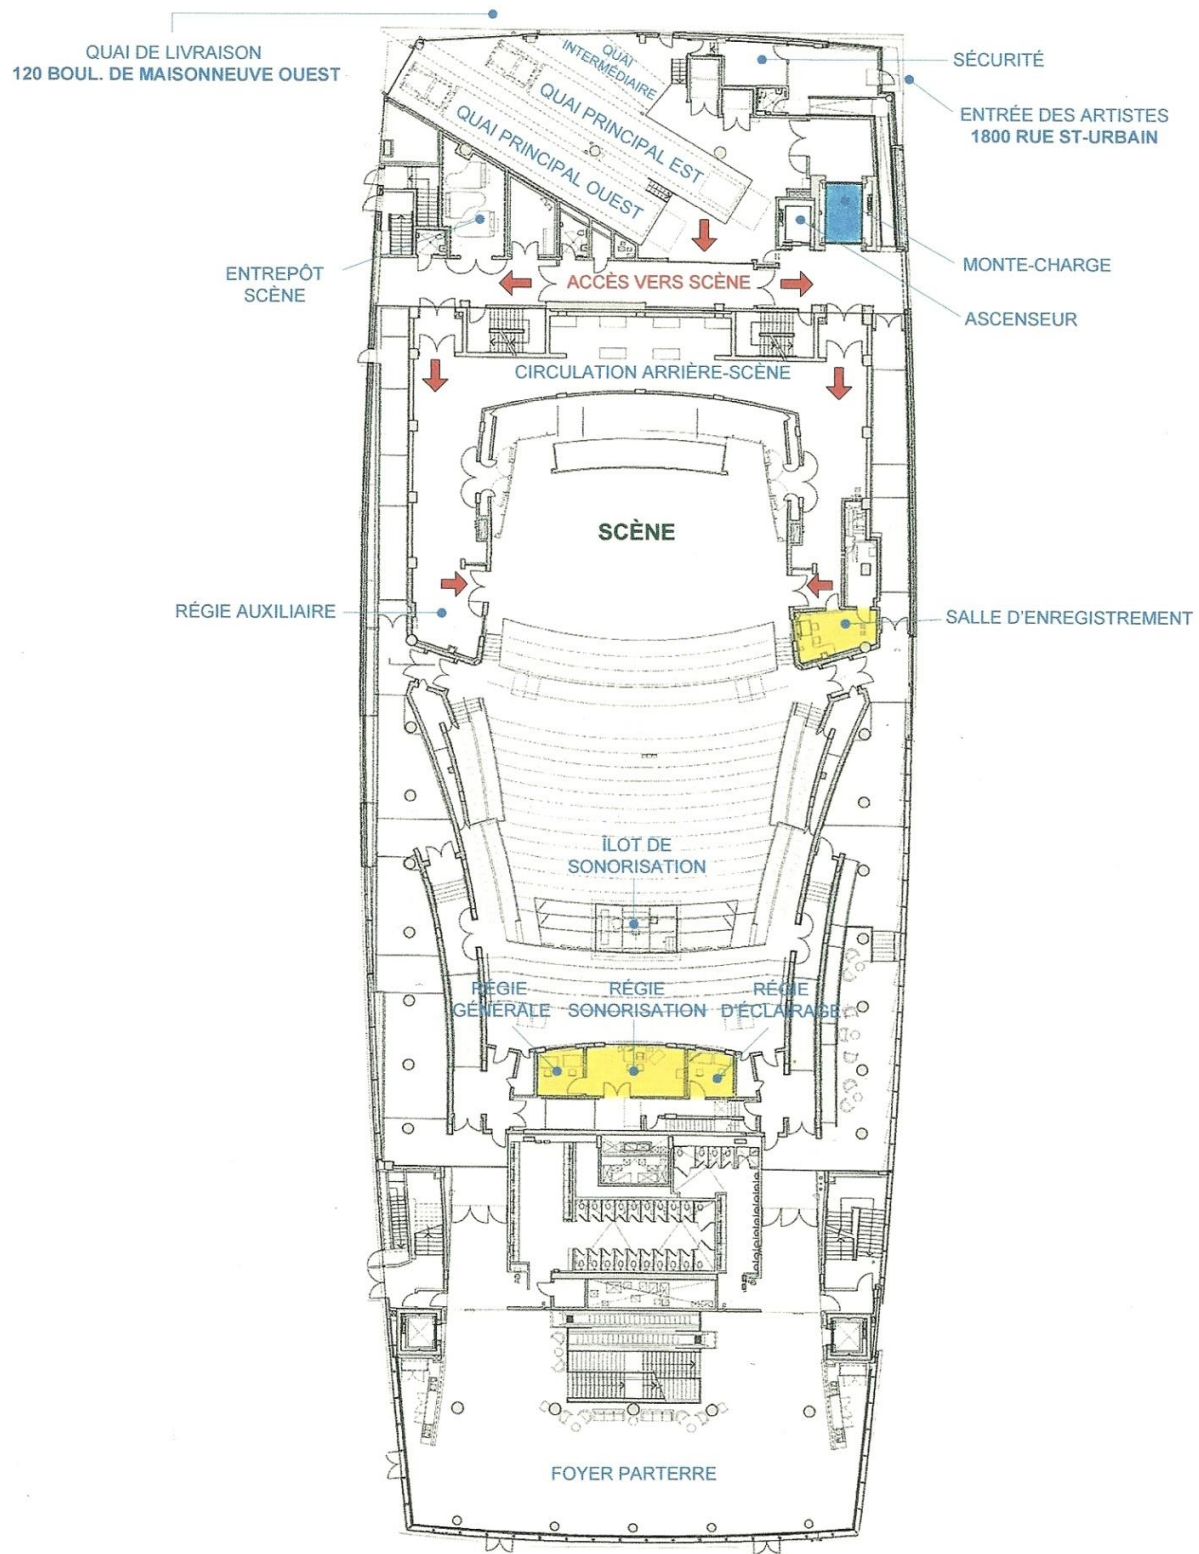 QUAI DE LIVRAISON
120 BOUL. DE MAISONNEUVE OUEST
QUAI
INTERMÉDIAIRE
SÉCURITÉ
ENTRÉE DES ARTISTES
1800 RUE ST-URBAIN
QUAI PRINCIPAL EST
QUAI PRINCIPAL OUEST
ENTREPÔT
SCÈNE
ACCÈS VERS SCÈNE
MONTE-CHARGE
ASCENSEUR
CIRCULATION ARRIÈRE-SCÈNE
SCÈNE
RÉGIE AUXILIAIRE
SALLE D'ENREGISTREMENT
ÎLOT DE
SONORISATION
RÉGIE
GÉNÉRALE
RÉGIE
SONORISATION
RÉGIE
D'ÉCLAIRAGE
FOYER PARTERRE